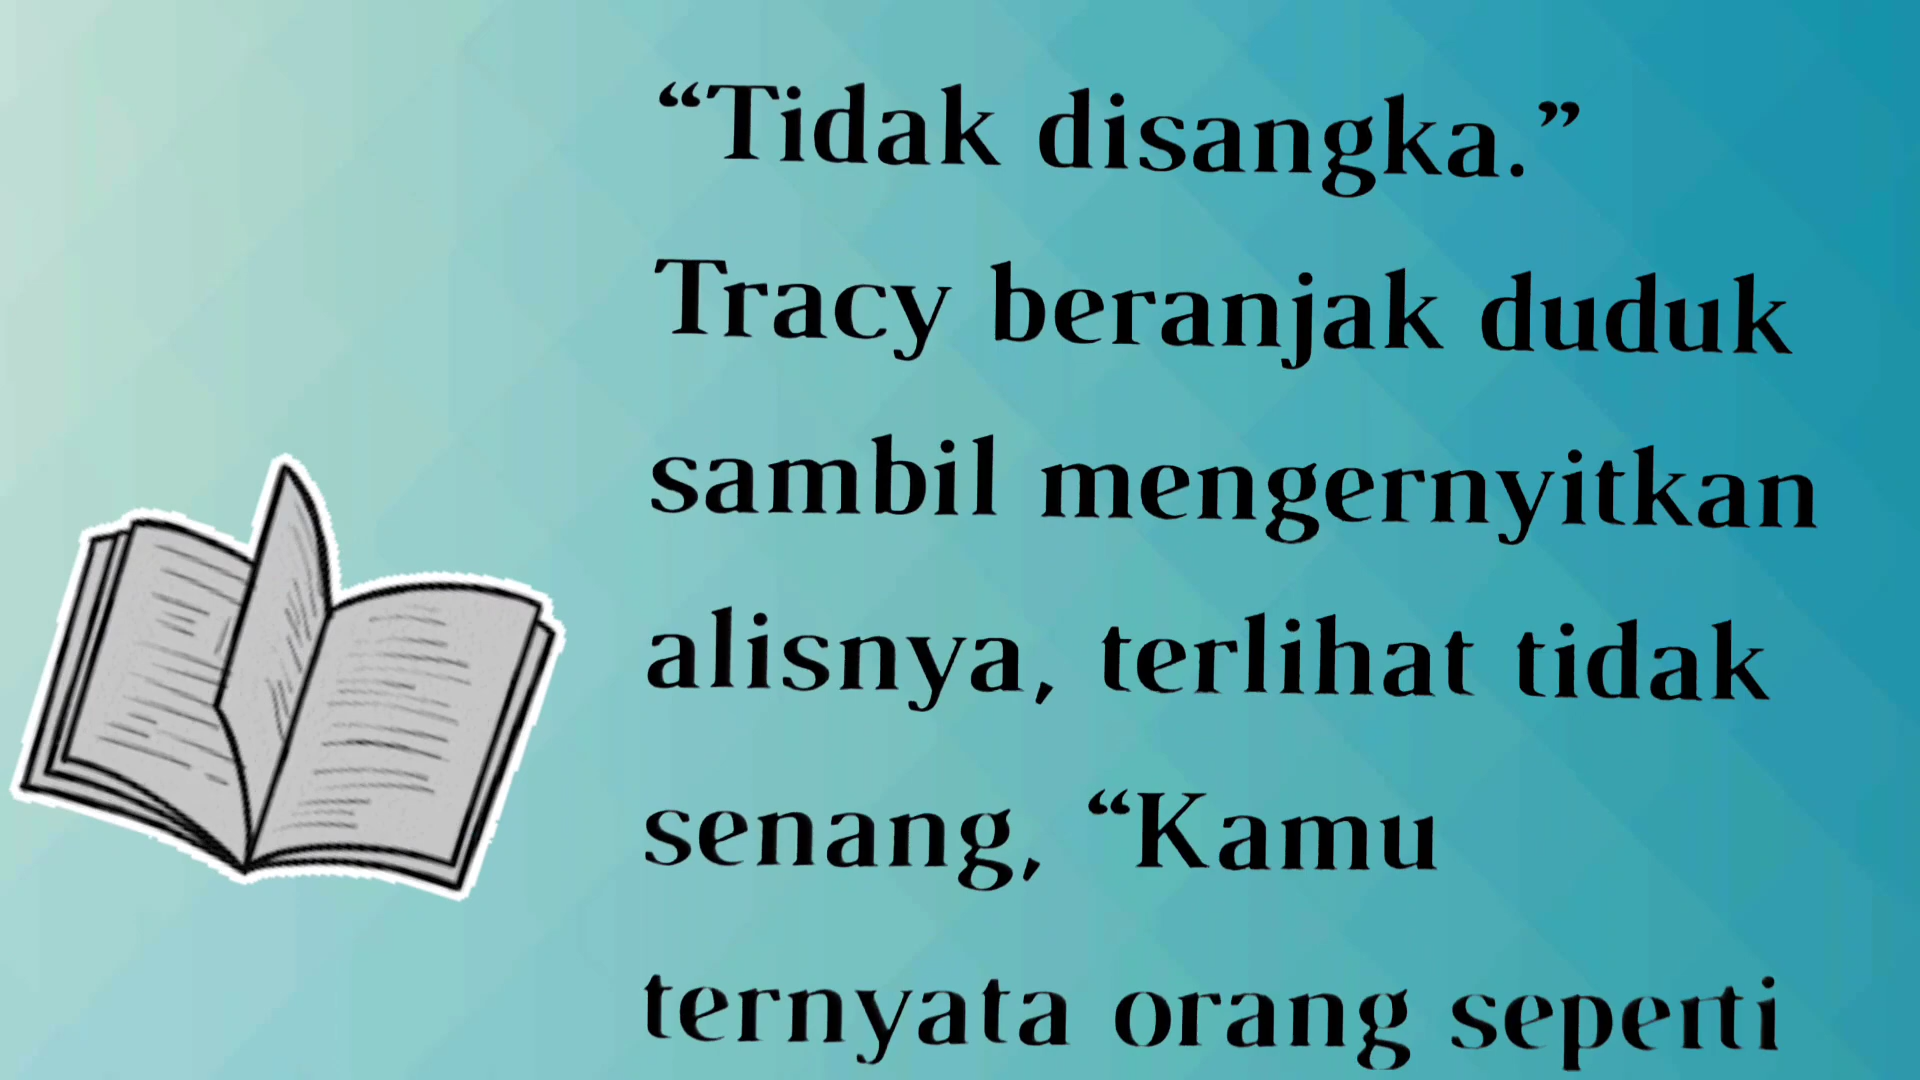 “Tidak disangka.”
Tracy beranjak duduk
sambil mengernyitkan
alisnya, terlihat tidak
senang, “Kamu
ternyata orang seperti